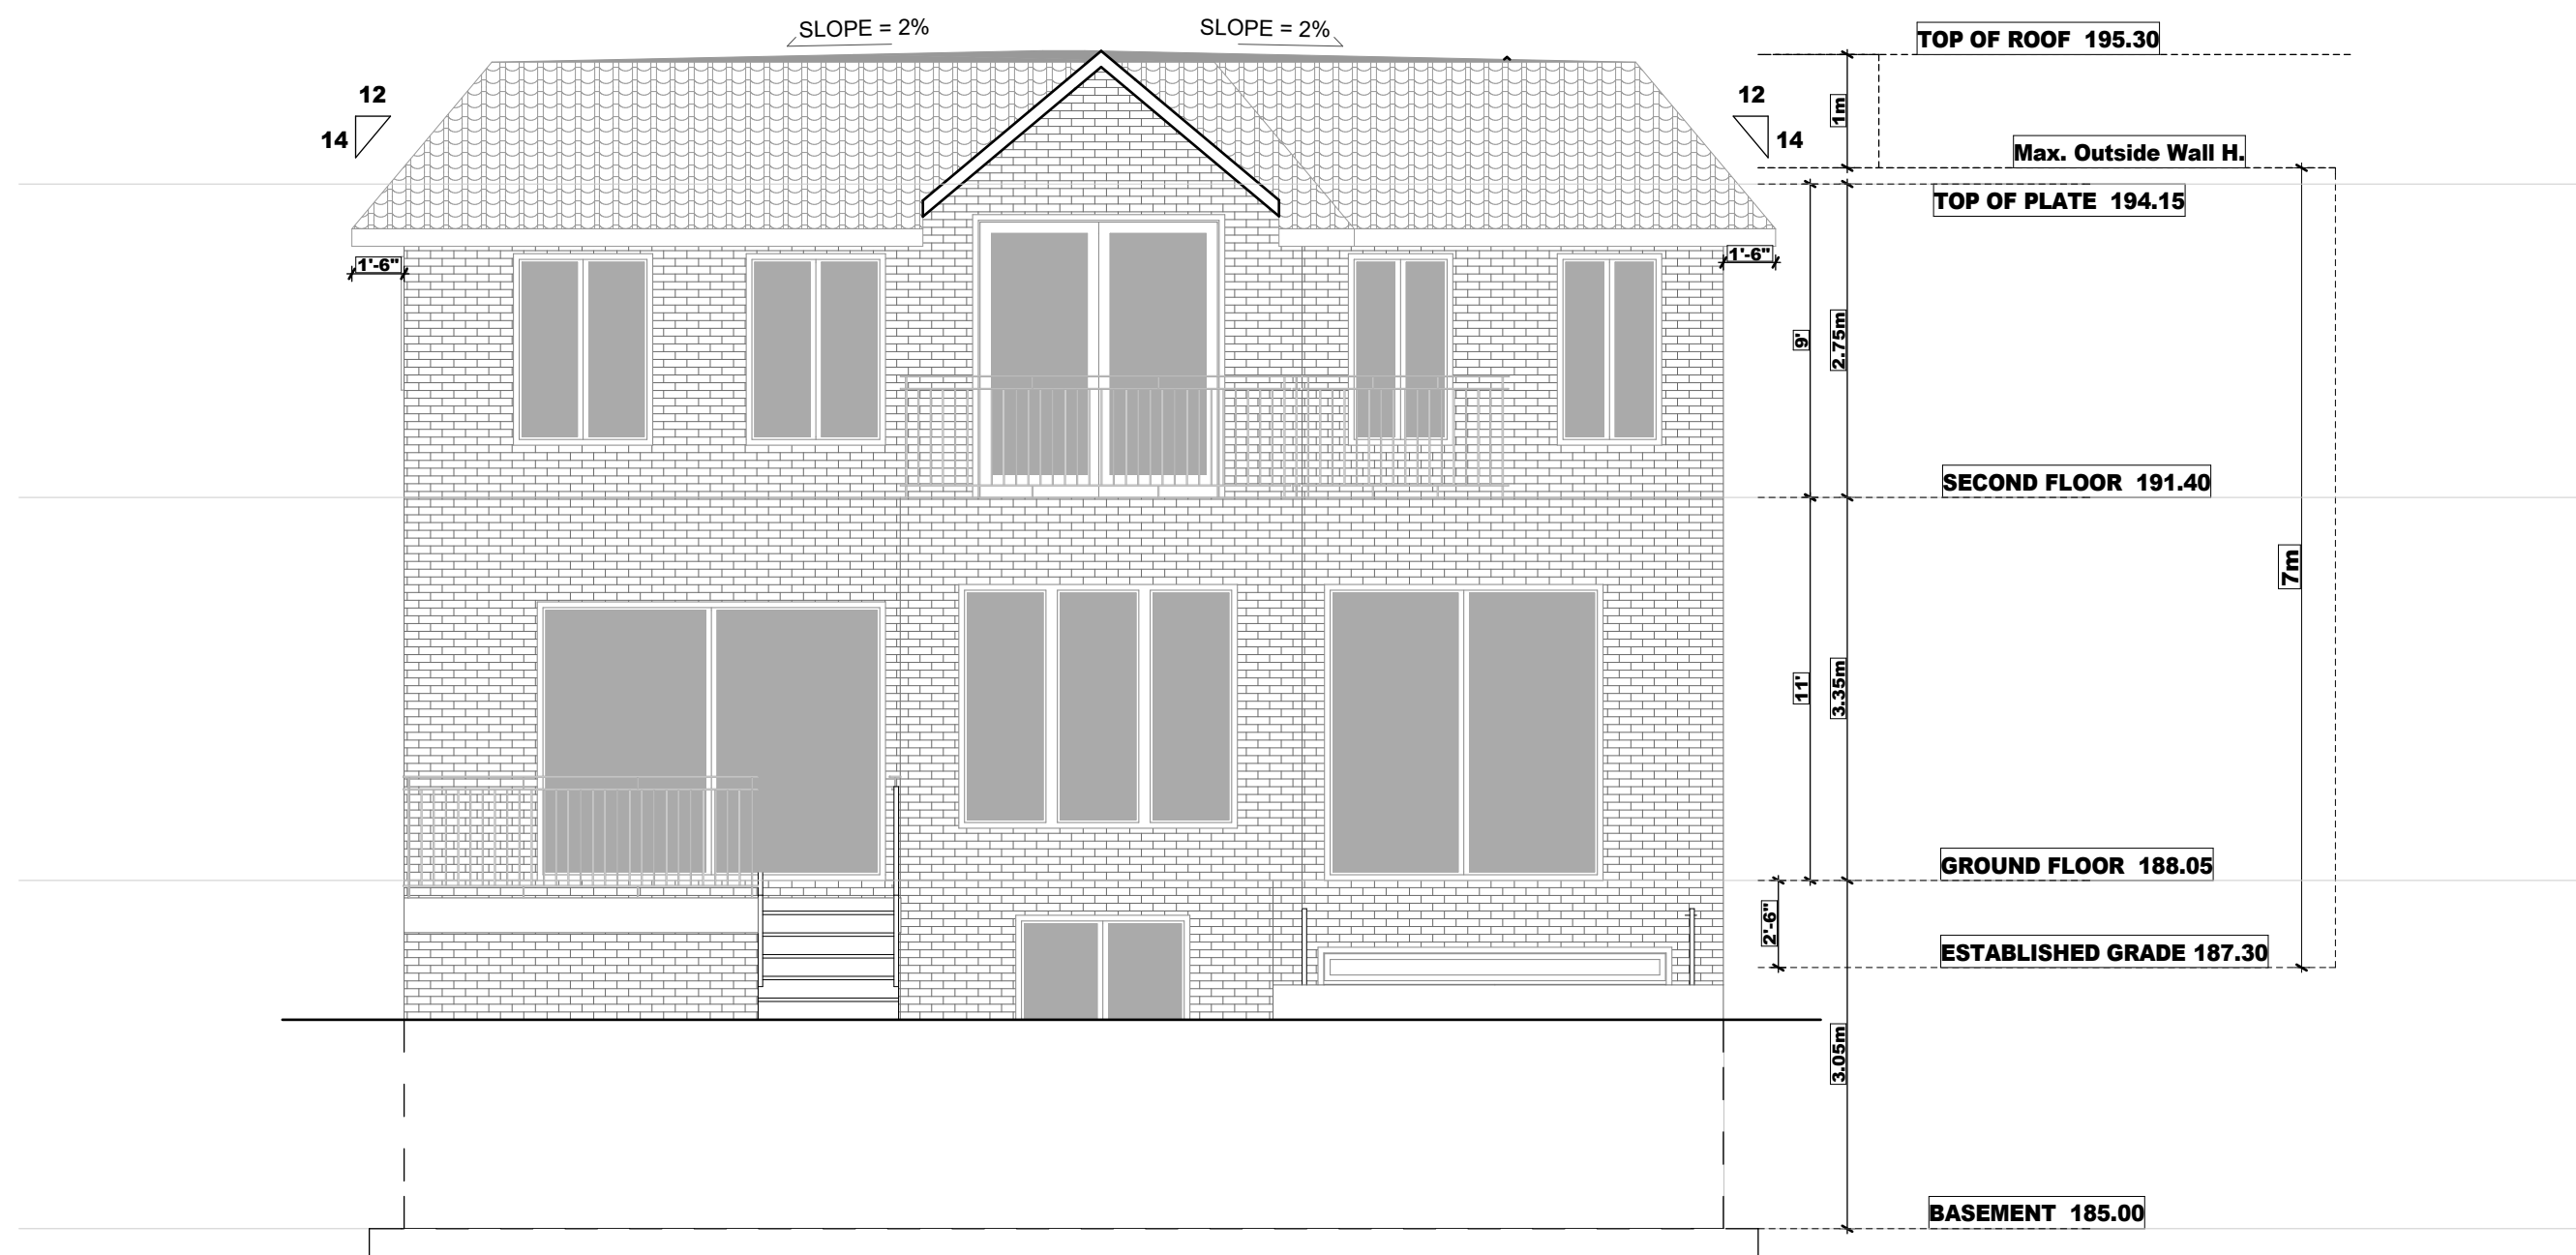 SLOPE = 2%
SLOPE = 2%
TOP OF ROOF 195.30
12
14
12
14
1m
Max. Outside Wall H.
TOP OF PLATE 194.15
1'-6"
1'-6"
9'
2.75m
SECOND FLOOR 191.40
7m
11'
3.35m
GROUND FLOOR 188.05
2'-6"
ESTABLISHED GRADE 187.30
3.05m
BASEMENT 185.00